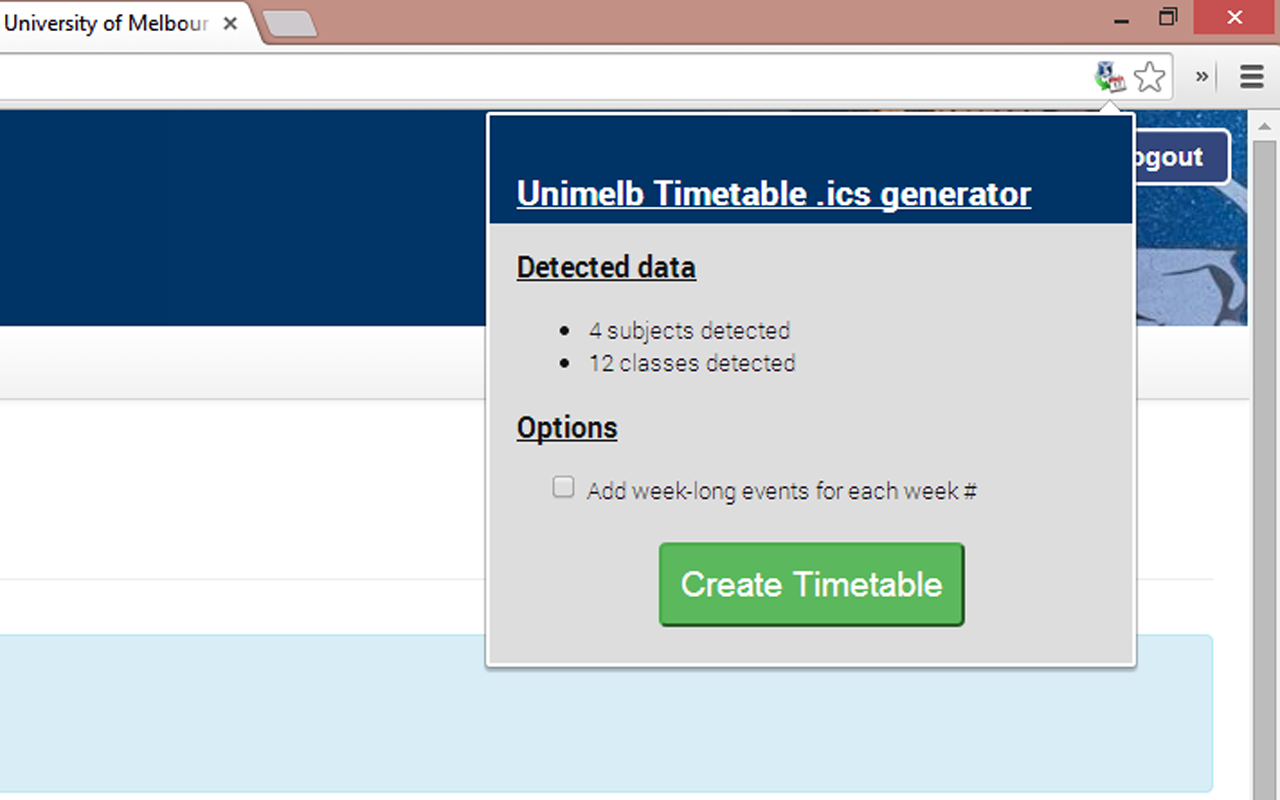 University of Melbour
ogout
Unimelb Timetable .ics generator
Detected data
4 subjects detected
12 classes detected
Options
Add week-long events for each week #
Create Timetable